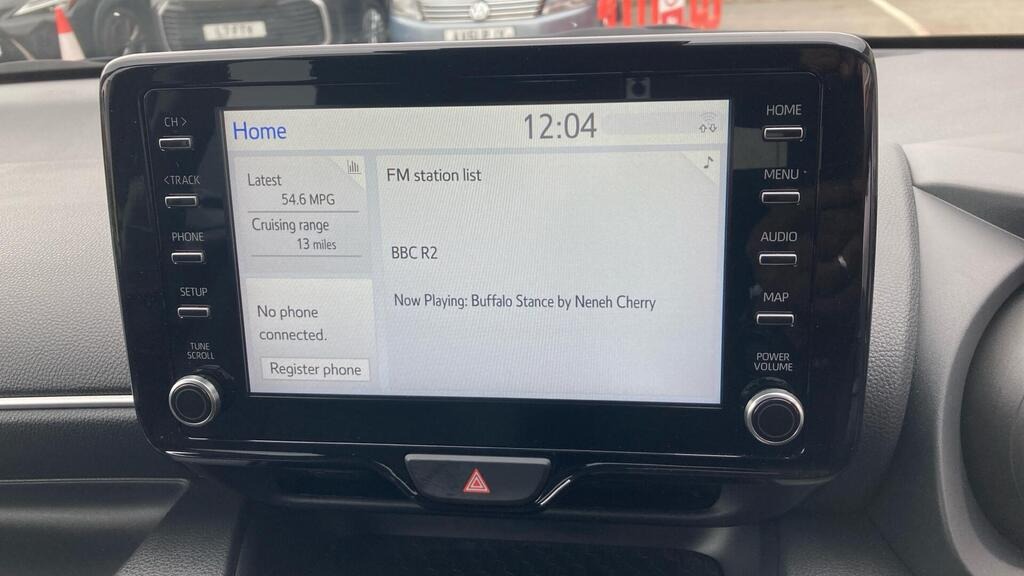 CH >
< TRACK
PHONE
SETUP
TUNE
SCROLL
Home
12:04
Latest
54.6 MPG
Cruising range
13 miles
No phone
connected.
Register phone
FM station list
BBC R2
Now Playing: Buffalo Stance by Neneh Cherry
HOME
MENU
AUDIO
MAP
POWER
VOLUME